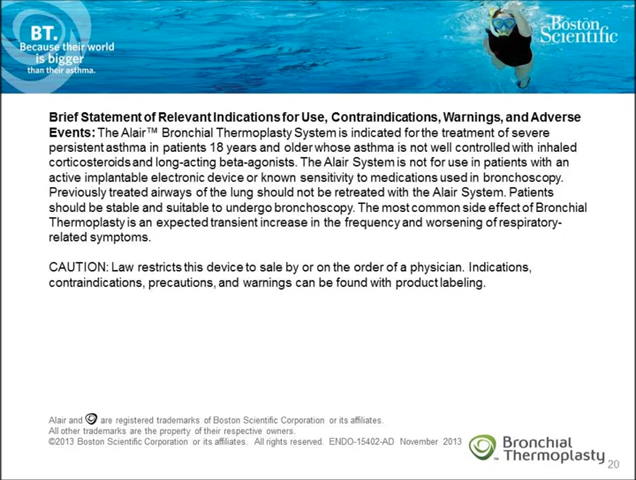 BT.
Because their world
is bigger
than their asthma.
Boston
Scientific
Brief Statement of Relevant Indications for Use, Contraindications, Warnings, and Adverse
Events: The Alair™ Bronchial Thermoplasty System is indicated for the treatment of severe
persistent asthma in patients 18 years and older whose asthma is not well controlled with inhaled
corticosteroids and long-acting beta-agonists. The Alair System is not for use in patients with an
active implantable electronic device or known sensitivity to medications used in bronchoscopy.
Previously treated airways of the lung should not be retreated with the Alair System. Patients
should be stable and suitable to undergo bronchoscopy. The most common side effect of Bronchial
Thermoplasty is an expected transient increase in the frequency and worsening of respiratory-
related symptoms.
CAUTION: Law restricts this device to sale by or on the order of a physician. Indications,
contraindications, precautions, and warnings can be found with product labeling.
Alair and are registered trademarks of Boston Scientific Corporation or its affiliates.
All other trademarks are the property of their respective owners.
©2013 Boston Scientific Corporation or its affiliates. All rights reserved. ENDO-15402-AD November 2013
Bronchial
Thermoplasty
20